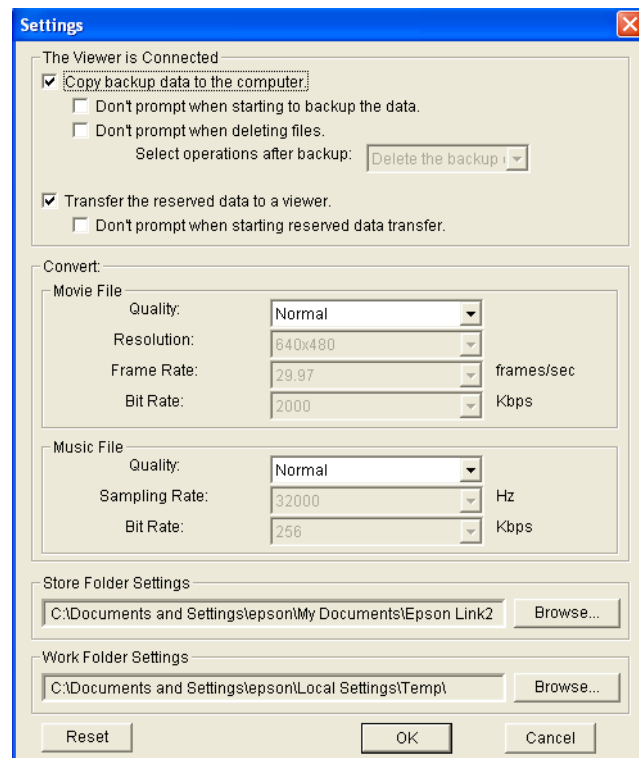 Settings
The Viewer is Connected
Copy backup data to the computer.
Don't prompt when starting to backup the data.
Don't prompt when deleting files.
Select operations after backup: Delete the backup
Transfer the reserved data to a viewer.
Don't prompt when starting reserved data transfer.
Convert:
Movie File
Quality: Normal
Resolution: 640x480
Frame Rate: 29.97 frames/sec
Bit Rate: 2000 Kbps
Music File
Quality: Normal
Sampling Rate: 32000 Hz
Bit Rate: 256 Kbps
Store Folder Settings
C:\Documents and Settings\epson\My Documents\Epson Link2 Browse...
Work Folder Settings
C:\Documents and Settings\epson\Local Settings\Temp\ Browse...
Reset OK Cancel